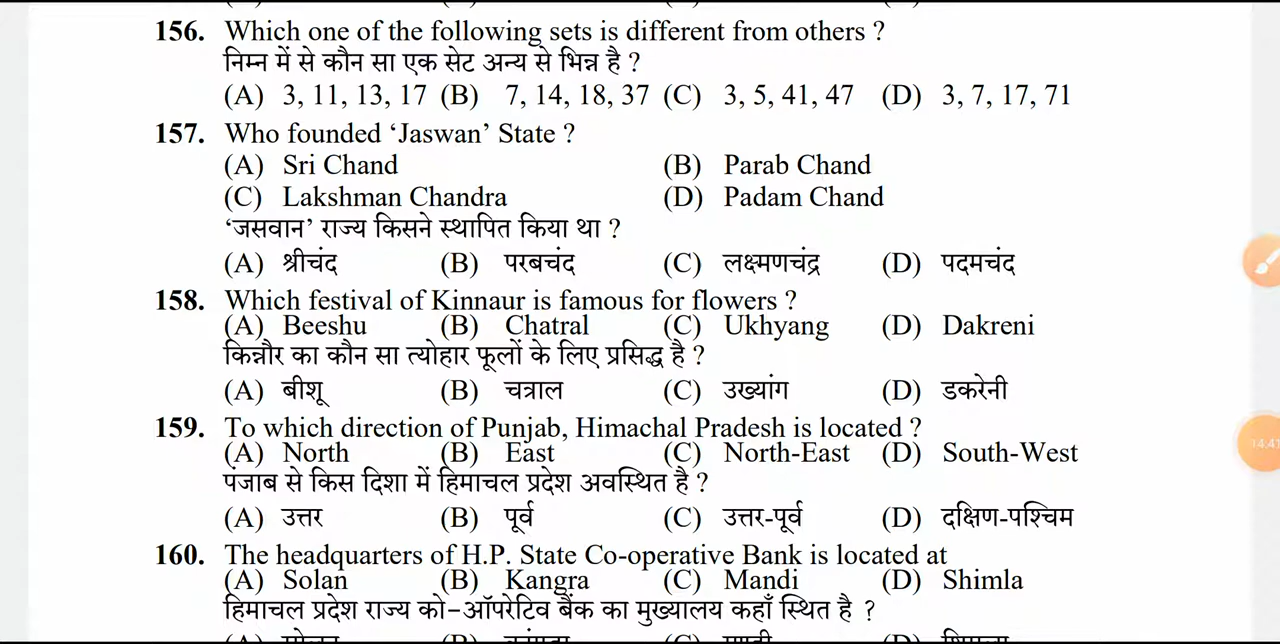 156. Which one of the following sets is different from others ?
निम्न में से कौन सा एक सेट अन्य से भिन्न है ?
(A) 3, 11, 13, 17 (B) 7, 14, 18, 37 (C) 3, 5, 41, 47 (D) 3, 7, 17, 71
157. Who founded ‘Jaswan’ State ?
(A) Sri Chand (B) Parab Chand
(C) Lakshman Chandra (D) Padam Chand
‘जसवान’ राज्य किसने स्थापित किया था ?
(A) श्रीचंद (B) परबचंद (C) लक्ष्मणचंद्र (D) पदमचंद
158. Which festival of Kinnaur is famous for flowers ?
(A) Beeshu (B) Chatral (C) Ukhyang (D) Dakreni
किन्नौर का कौन सा त्योहार फूलों के लिए प्रसिद्ध है ?
(A) बीशू (B) चत्राल (C) उख्यांग (D) डकरेनी
159. To which direction of Punjab, Himachal Pradesh is located ?
(A) North (B) East (C) North-East (D) South-West
पंजाब से किस दिशा में हिमाचल प्रदेश अवस्थित है ?
(A) उत्तर (B) पूर्व (C) उत्तर-पूर्व (D) दक्षिण-पश्चिम
14:41
160. The headquarters of H.P. State Co-operative Bank is located at
(A) Solan (B) Kangra (C) Mandi (D) Shimla
हिमाचल प्रदेश राज्य को-ऑपरेटिव बैंक का मुख्यालय कहाँ स्थित है ?